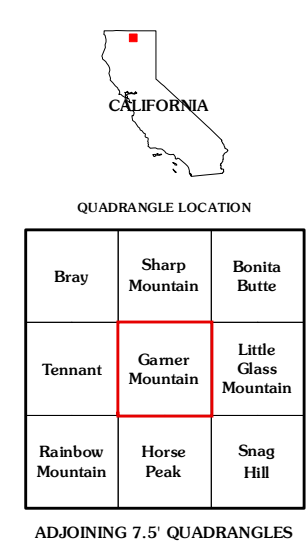 CALIFORNIA
QUADRANGLE LOCATION
Bray
Sharp
Mountain
Bonita
Butte
Tennant
Garner
Mountain
Little
Glass
Mountain
Rainbow
Mountain
Horse
Peak
Snag
Hill
ADJOINING 7.5' QUADRANGLES